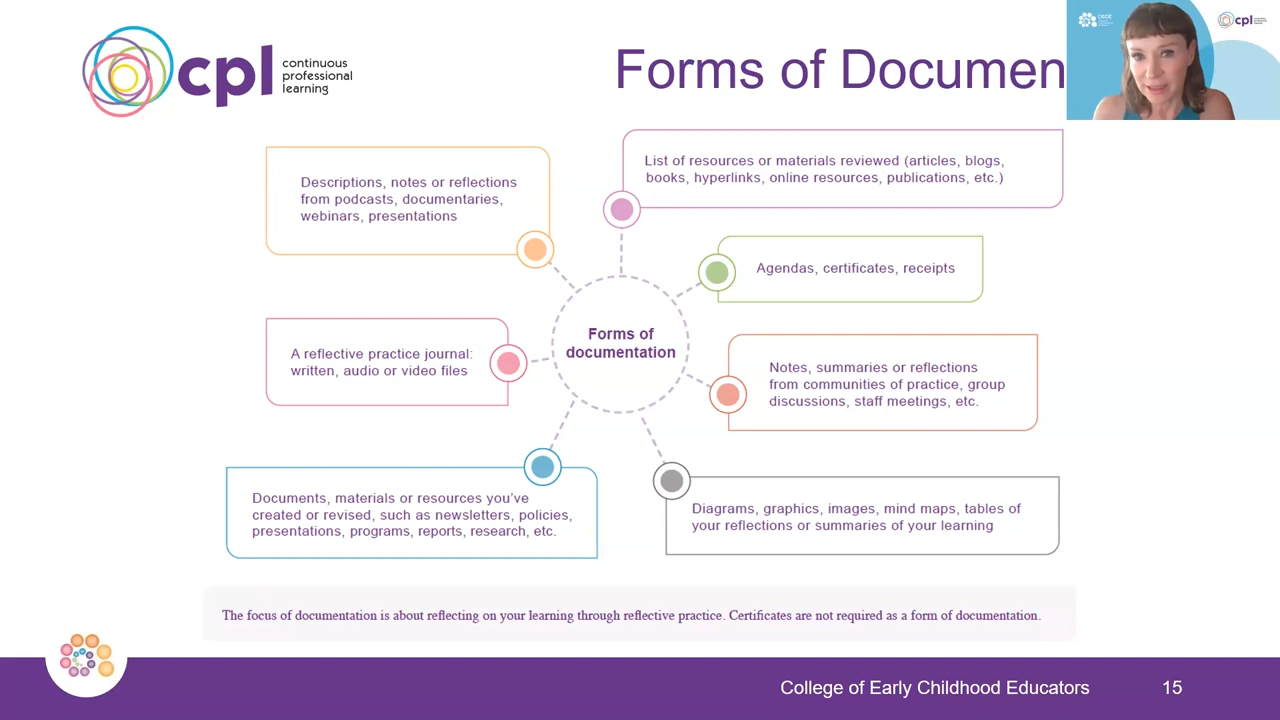 cpl
continuous
professional
learning
Forms of Documen
cpl
Descriptions, notes or reflections
from podcasts, documentaries,
webinars, presentations
List of resources or materials reviewed (articles, blogs,
books, hyperlinks, online resources, publications, etc.)
Agendas, certificates, receipts
Forms of
documentation
A reflective practice journal:
written, audio or video files
Notes, summaries or reflections
from communities of practice, group
discussions, staff meetings, etc.
Documents, materials or resources you've
created or revised, such as newsletters, policies,
presentations, programs, reports, research, etc.
Diagrams, graphics, images, mind maps, tables of
your reflections or summaries of your learning
The focus of documentation is about reflecting on your learning through reflective practice. Certificates are not required as a form of documentation.
College of Early Childhood Educators
15